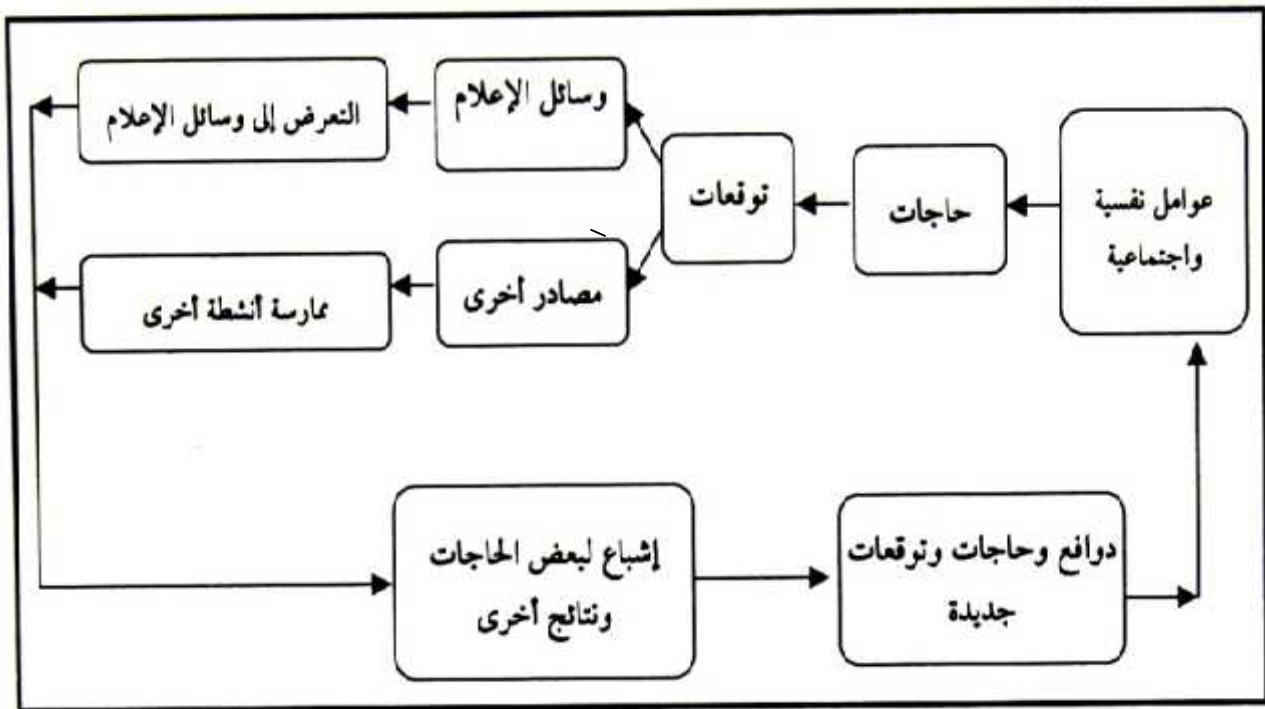 عوامل نفسية
واجتماعية
حاجات
توقعات
وسائل الإعلام
التعرض إلى وسائل الإعلام
مصادر أخرى
ممارسة أنشطة أخرى
إشباع لبعض الحاجات
ونتائج أخرى
دوافع وحاجات وتوقعات
جديدة